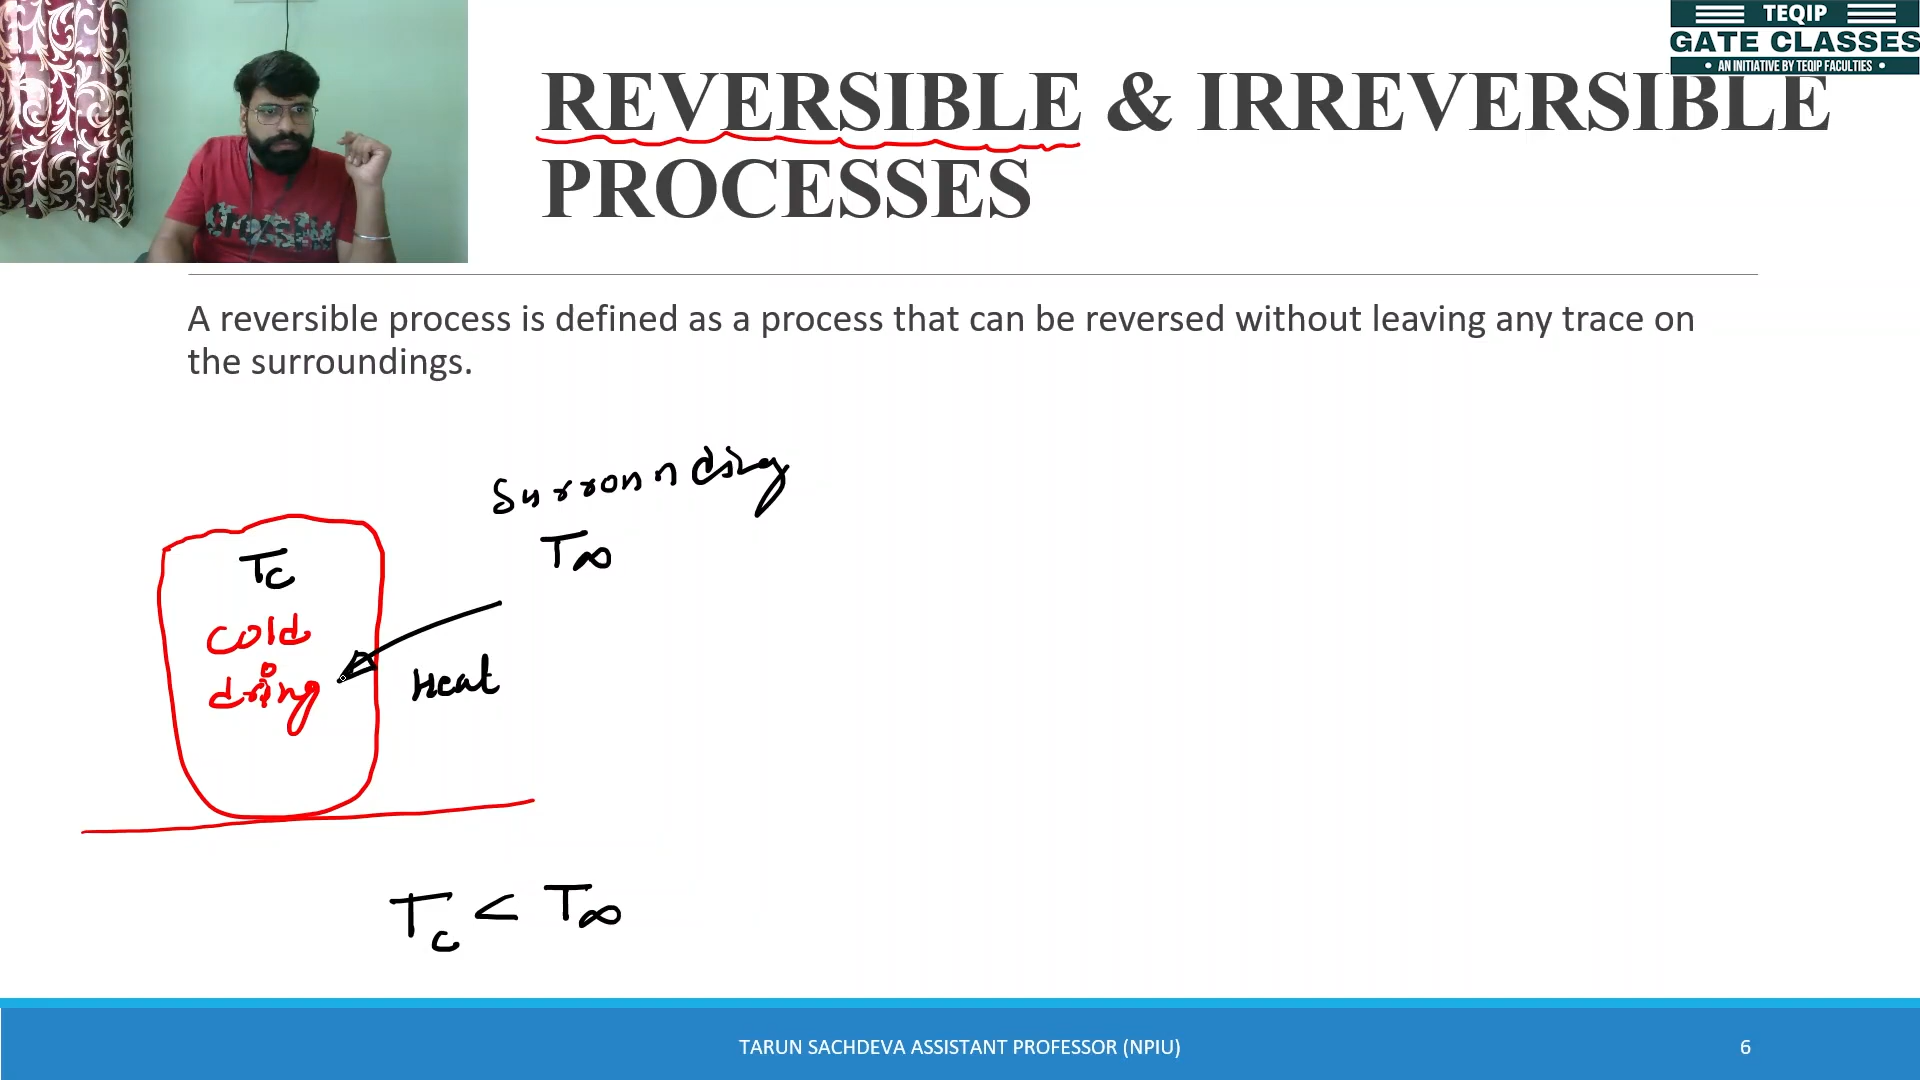 TEQIP
GATE CLASSES
• AN INITIATIVE BY TEQIP FACULTIES •
REVERSIBLE & IRREVERSIBLE
PROCESSES
A reversible process is defined as a process that can be reversed without leaving any trace on
the surroundings.
Surronnding
T∞
Tc
cold
dring
Heat
Tc < T∞
TARUN SACHDEVA ASSISTANT PROFESSOR (NPIU)
6